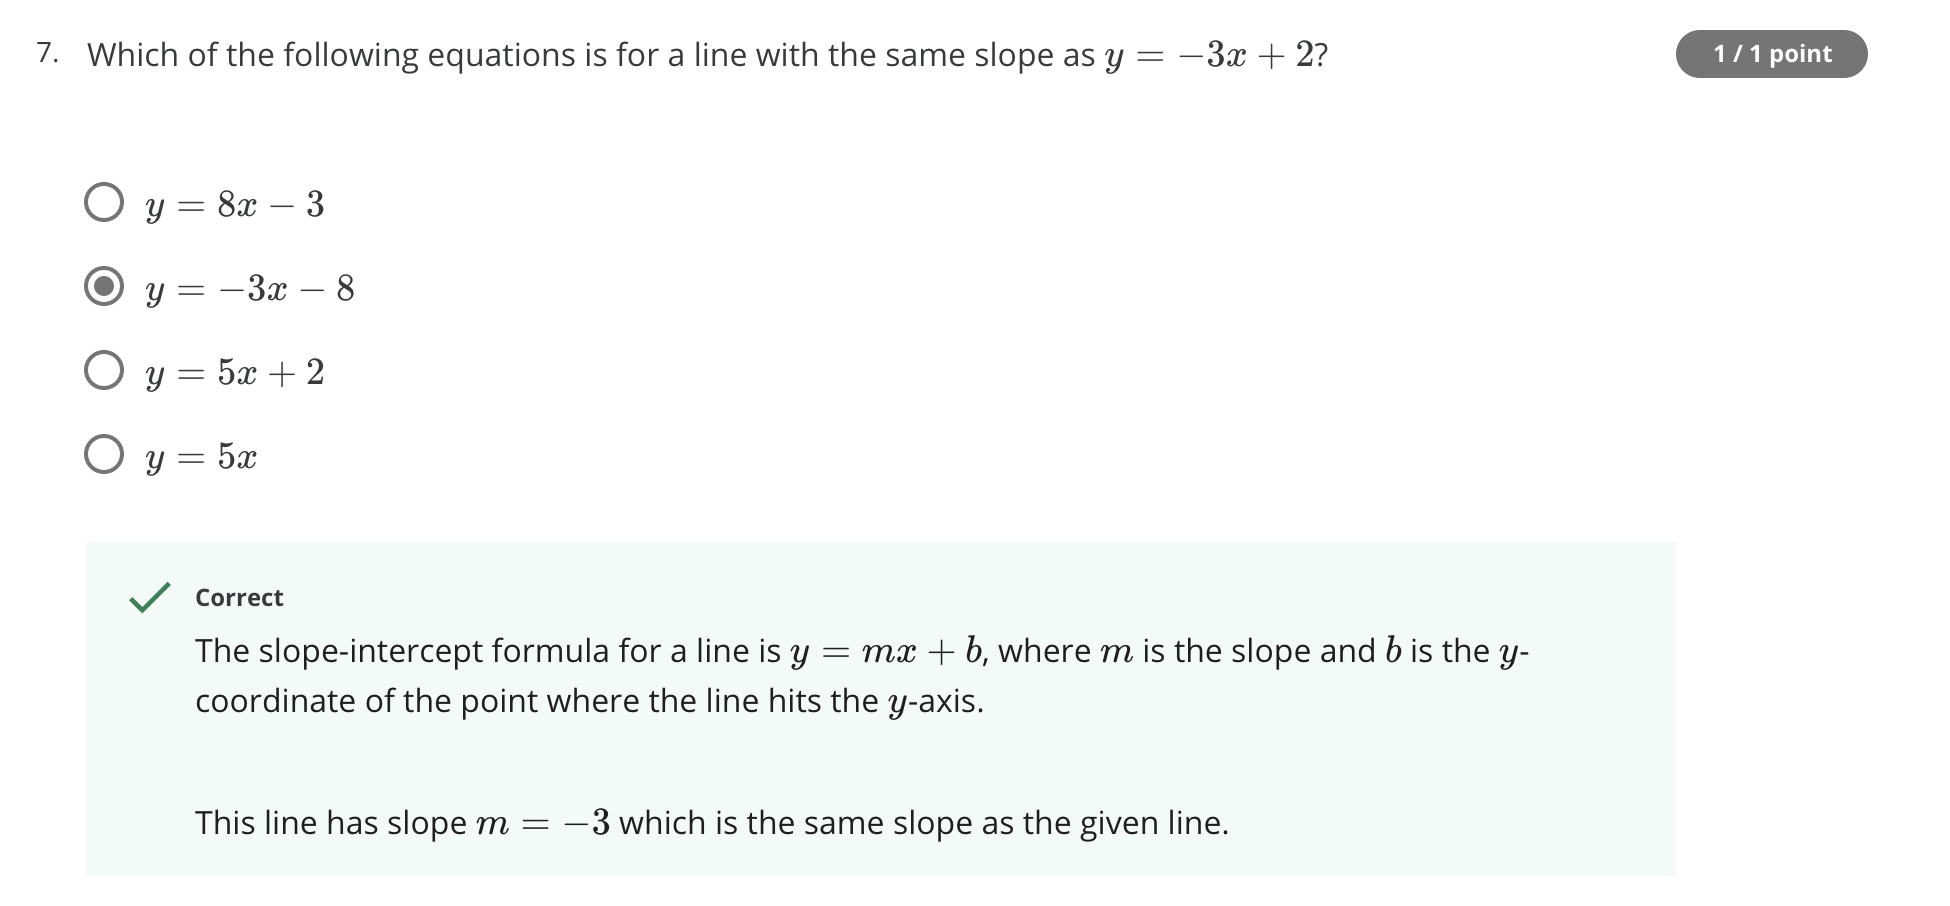 7. Which of the following equations is for a line with the same slope as y = −3x + 2?
1 / 1 point
y = 8x − 3
y = −3x − 8
y = 5x + 2
y = 5x
Correct
The slope-intercept formula for a line is y = mx + b, where m is the slope and b is the y-
coordinate of the point where the line hits the y-axis.
This line has slope m = −3 which is the same slope as the given line.